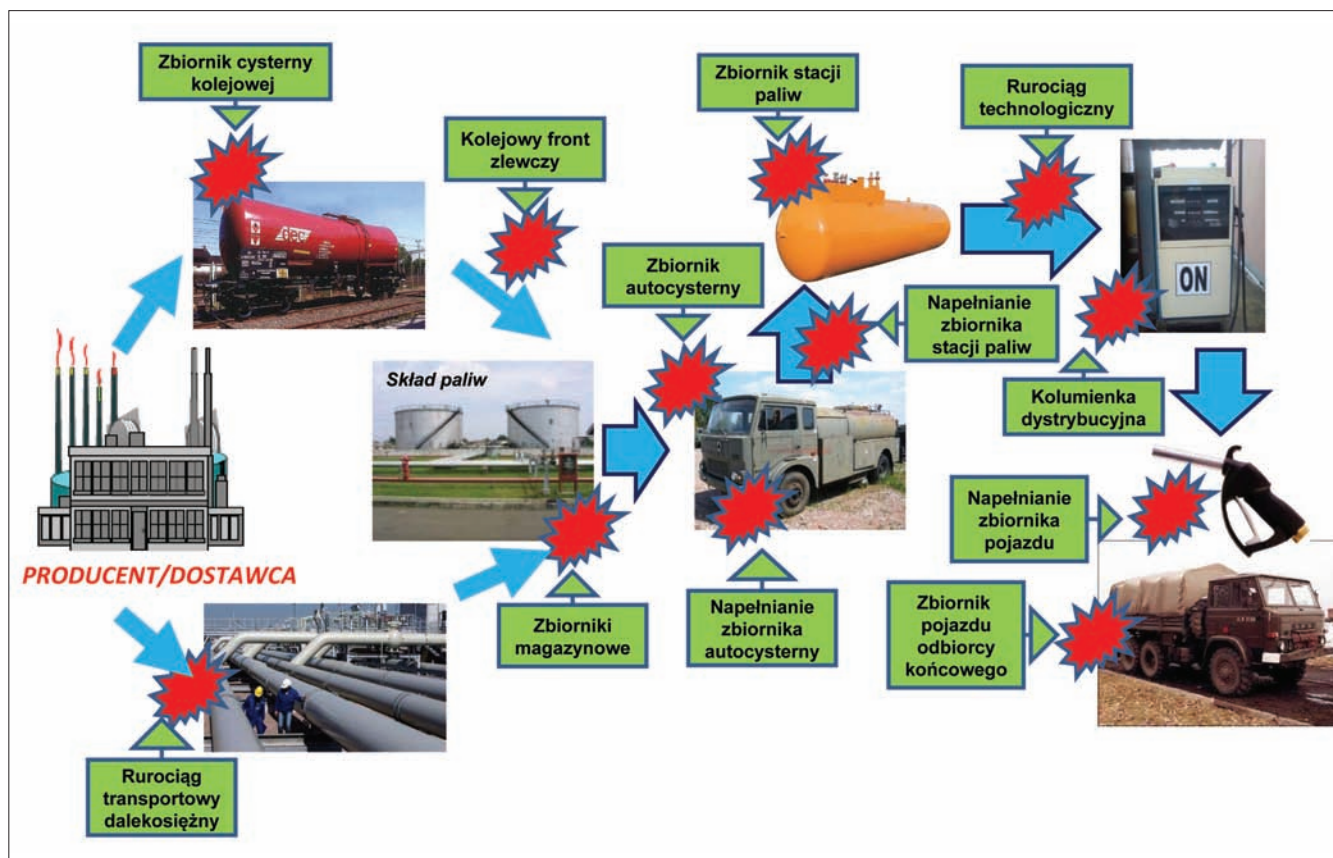 Zbiornik cysterny
kolejowej
Kolejowy front
zlewczy
Zbiornik stacji
paliw
Rurociąg
technologiczny
Zbiornik
autocysterny
Napełnianie
zbiornika
stacji paliw
dec
ON
Kolumienka
dystrybucyjna
Skład paliw
PRODUCENT/DOSTAWCA
Napełnianie
zbiornika
pojazdu
Zbiorniki
magazynowe
Napełnianie
zbiornika
autocysterny
Zbiornik
pojazdu
odbiorcy
końcowego
Rurociąg
transportowy
dalekosiężny